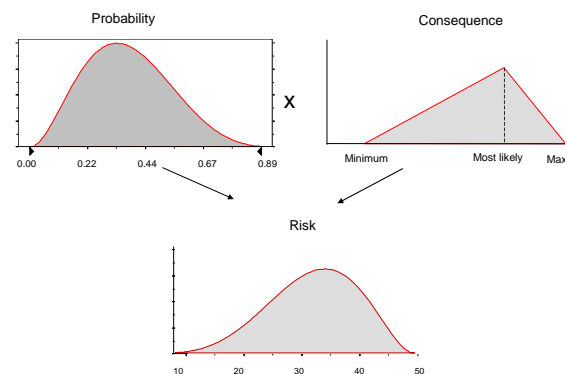 Probability
Consequence
X
0.00 0.22 0.44 0.67 0.89
Minimum Most likely Max
Risk
10 20 30 40 50